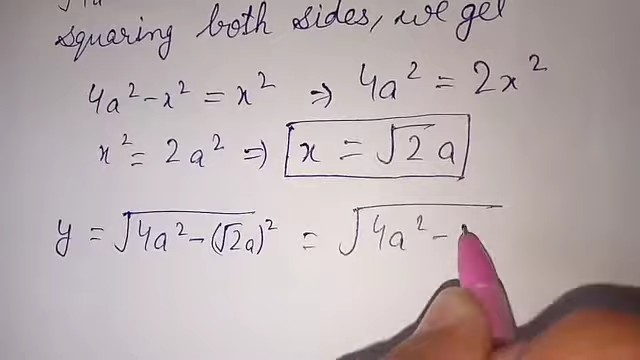 squaring both sides, we get
4a² - x² = x² ⇒ 4a² = 2x²
x² = 2a² ⇒ x = √2 a
y = √4a² - (√2a)² = √4a² -